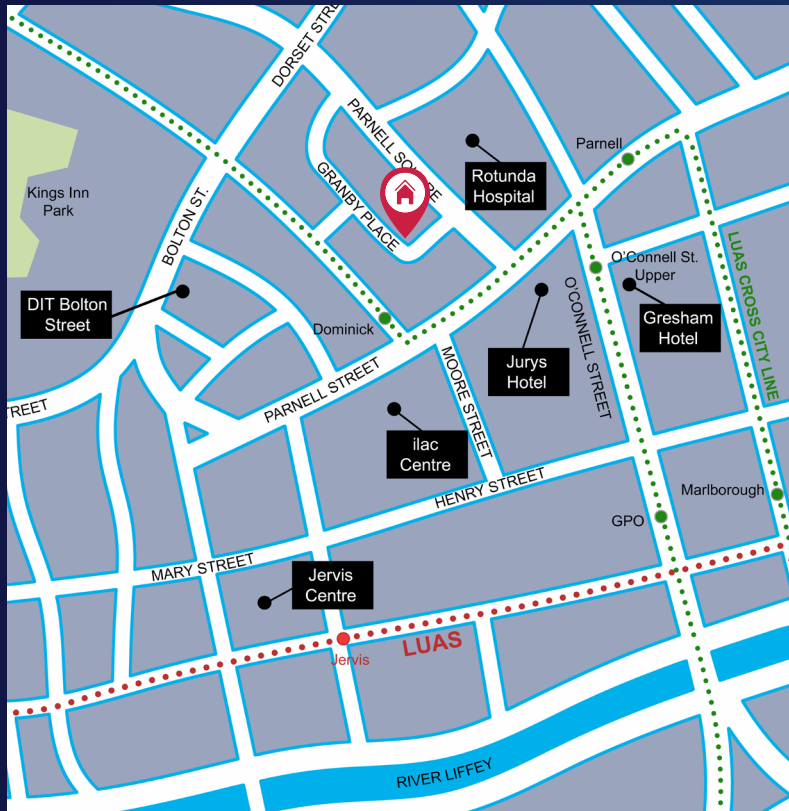 DORSET STRE
PARNELL SQUARE
Parnell
Rotunda
Hospital
GRANBY PLACE
Kings Inn
Park
BOLTON ST.
O'Connell St.
Upper
LUAS CROSS CITY LINE
DIT Bolton
Street
Dominick
Gresham
Hotel
O'CONNELL STREET
Jurys
Hotel
MOORE STREET
PARNELL STREET
TREET
ilac
Centre
HENRY STREET
Marlborough
GPO
MARY STREET
Jervis
Centre
LUAS
Jervis
RIVER LIFFEY